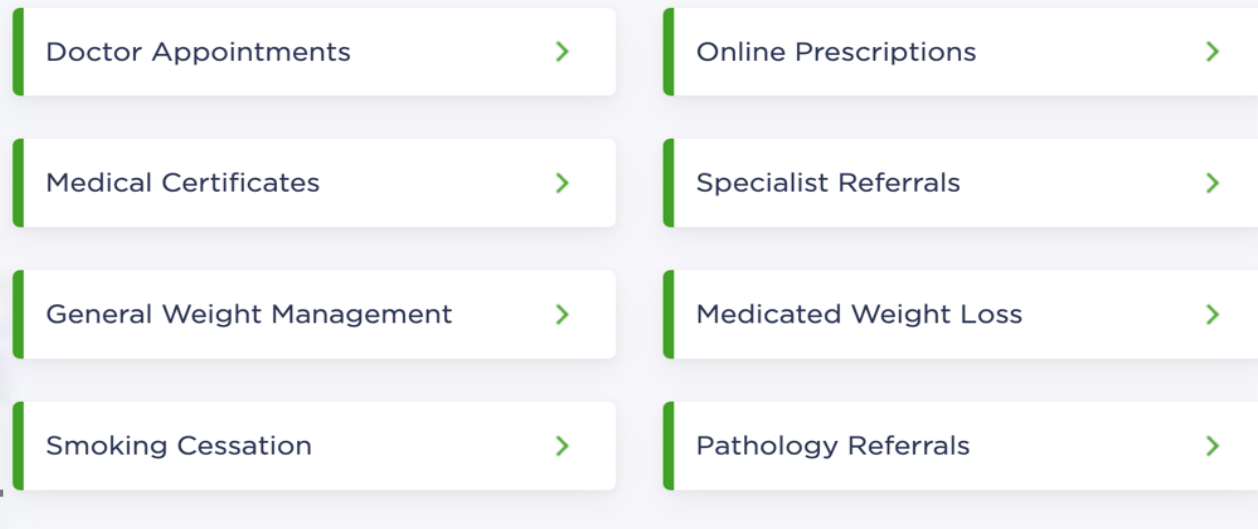 Doctor Appointments
Online Prescriptions
Medical Certificates
Specialist Referrals
General Weight Management
Medicated Weight Loss
Smoking Cessation
Pathology Referrals